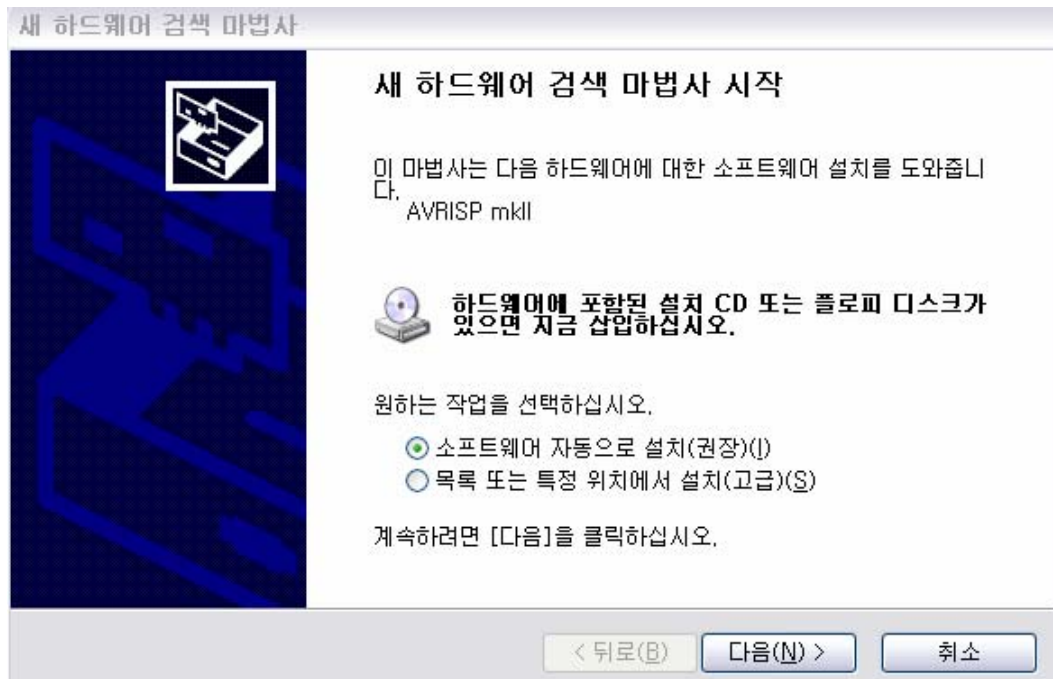 새 하드웨어 검색 마법사
새 하드웨어 검색 마법사 시작
이 마법사는 다음 하드웨어에 대한 소프트웨어 설치를 도와줍니
다.
AVRISP mkII
하드웨어에 포함된 설치 CD 또는 플로피 디스크가
있으면 지금 삽입하십시오.
원하는 작업을 선택하십시오.
소프트웨어 자동으로 설치(권장)(I)
목록 또는 특정 위치에서 설치(고급)(S)
계속하려면 [다음]을 클릭하십시오.
< 뒤로(B) 다음(N) > 취소